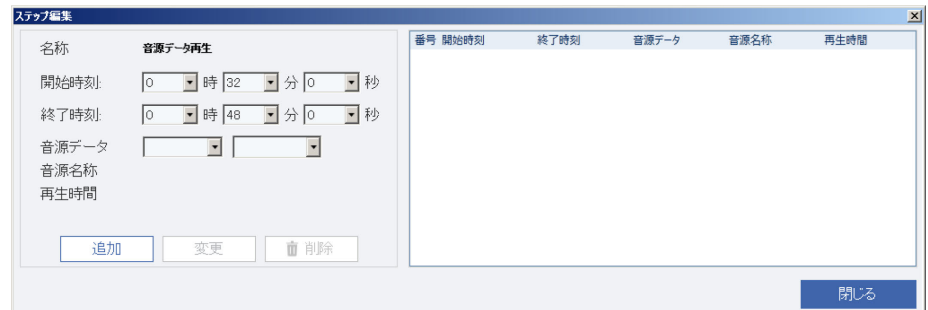 ステップ編集
名称 音源データ再生
開始時刻: 0 時 32 分 0 秒
終了時刻: 0 時 48 分 0 秒
音源データ
音源名称
再生時間
追加 変更 削除
番号 開始時刻 終了時刻 音源データ 音源名称 再生時間
閉じる